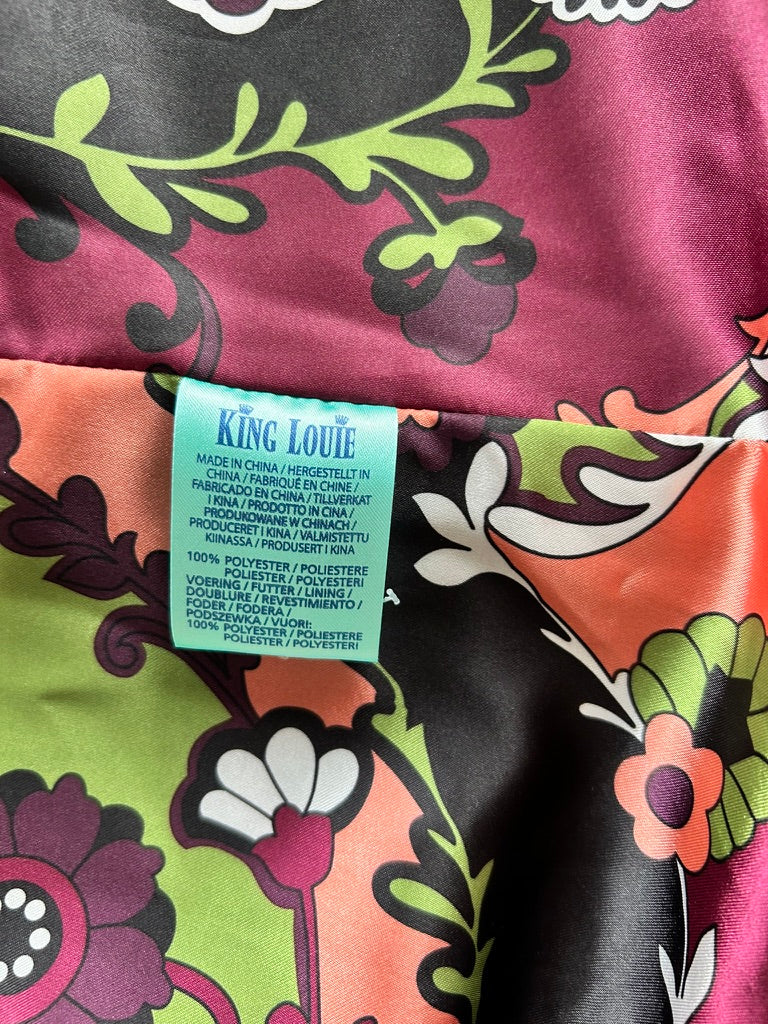 KING LOUIE
MADE IN CHINA / HERGESTELLT IN
CHINA / FABRIQUÉ EN CHINE /
FABRICADO EN CHINA / TILLVERKAT
I KINA / PRODOTTO IN CINA /
PRODUKOWANE W CHINACH /
PRODUCERET I KINA / VALMISTETTU
KIINASSA / PRODUSERT I KINA
100% POLYESTER / POLIESTERE
POLIESTER / POLYESTERI
VOERING / FUTTER / LINING /
DOUBLURE / REVESTIMIENTO /
FODER / FODERA /
PODSZEWKA / VUORI:
100% POLYESTER / POLIESTERE
POLIESTER / POLYESTERI